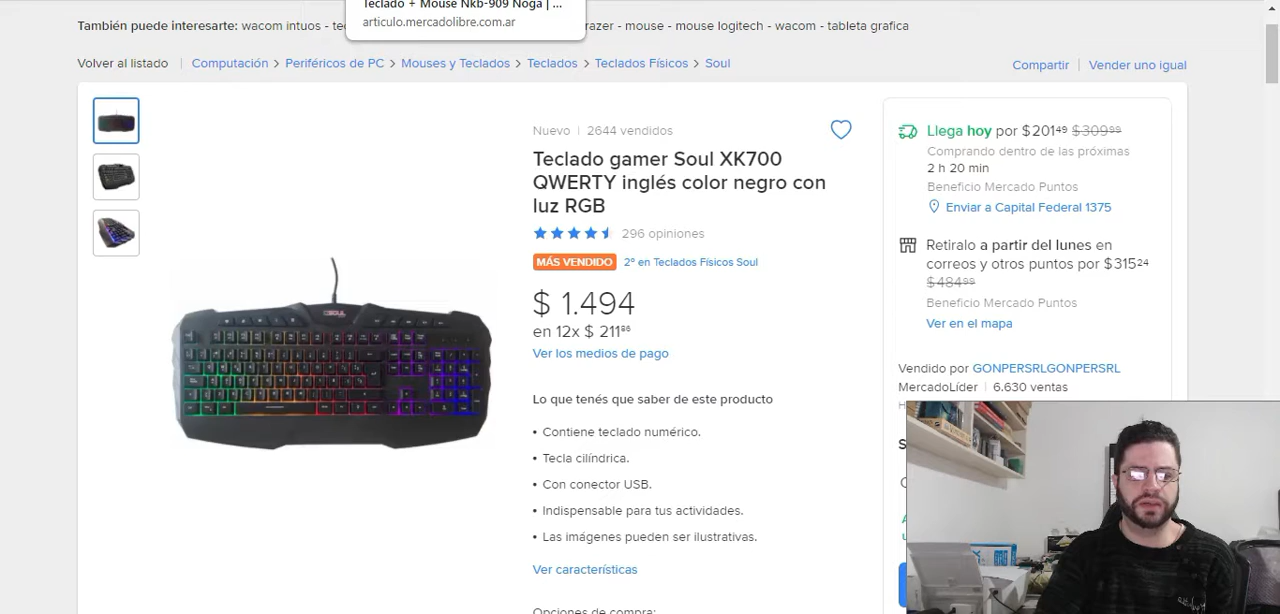 Teclado + Mouse Nkb-909 Noga | ...
articulo.mercadolibre.com.ar
También puede interesarte: wacom intuos - razer - mouse - mouse logitech - wacom - tableta grafica
Volver al listado | Computación > Periféricos de PC > Mouses y Teclados > Teclados > Teclados Físicos > Soul
Compartir | Vender uno igual
Nuevo | 2644 vendidos
Teclado gamer Soul XK700
QWERTY inglés color negro con
luz RGB
296 opiniones
MÁS VENDIDO 2º en Teclados Físicos Soul
$ 1.494
en 12x $ 211⁸⁶
Ver los medios de pago
Lo que tenés que saber de este producto
• Contiene teclado numérico.
• Tecla cilíndrica.
• Con conector USB.
• Indispensable para tus actividades.
• Las imágenes pueden ser ilustrativas.
Ver características
Opciones de compra:
Llega hoy por $ 201⁴⁹ $ 309⁹⁹
Comprando dentro de las próximas
2 h 20 min
Beneficio Mercado Puntos
Enviar a Capital Federal 1375
Retiralo a partir del lunes en
correos y otros puntos por $ 315²⁴
$ 484⁹⁹
Beneficio Mercado Puntos
Ver en el mapa
Vendido por GONPERSRLGONPERSRL
MercadoLíder | 6.630 ventas
SOUL